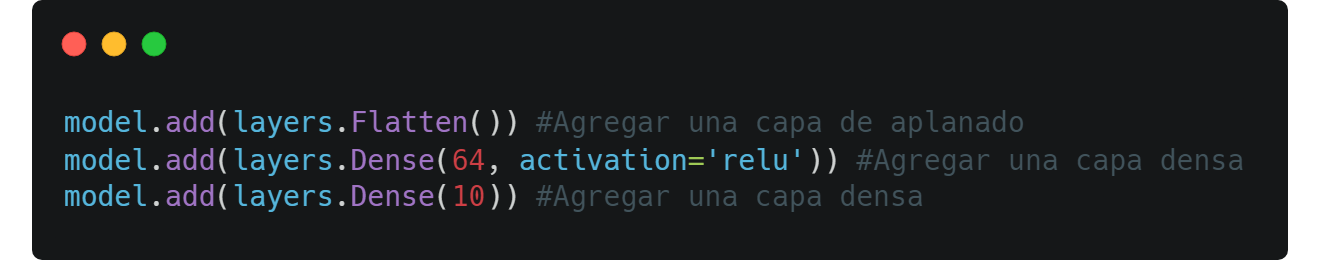 model.add(layers.Flatten()) #Agregar una capa de aplanado
model.add(layers.Dense(64, activation='relu')) #Agregar una capa densa
model.add(layers.Dense(10)) #Agregar una capa densa